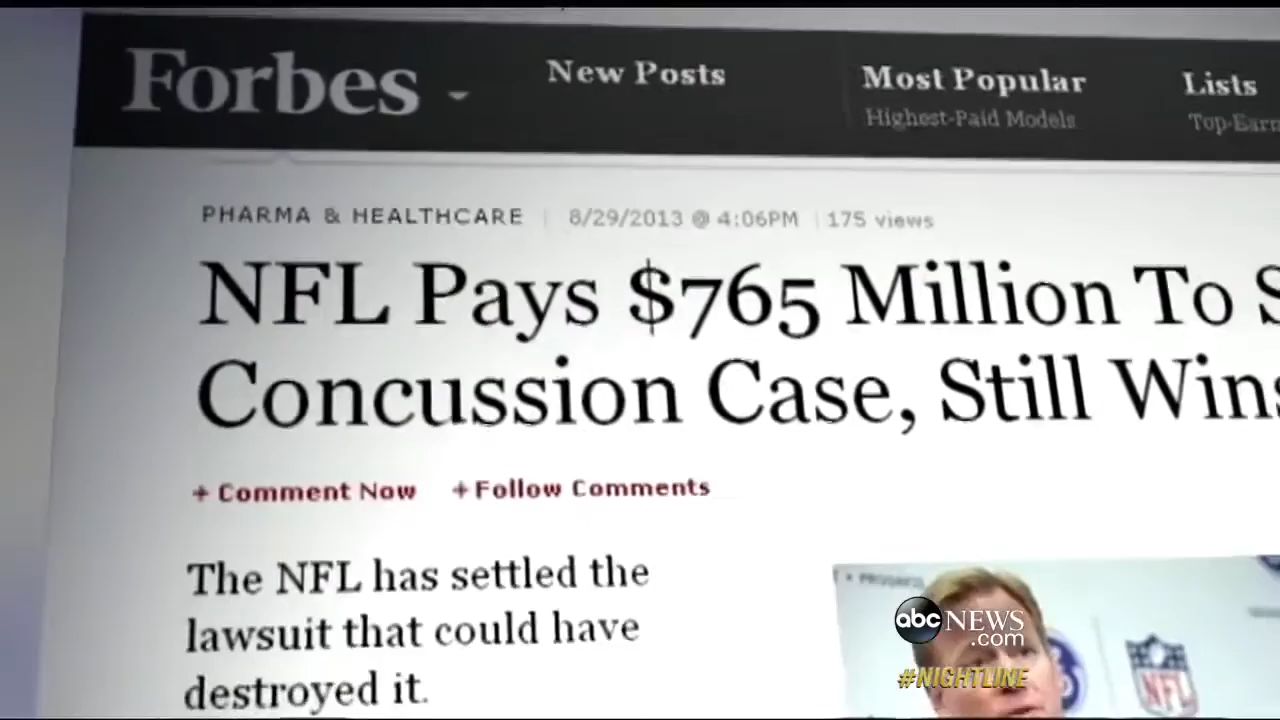 Forbes
New Posts
Most Popular
Lists
Highest-Paid Models
PHARMA & HEALTHCARE | 8/29/2013 @ 4:06PM | 175 views
NFL Pays $765 Million To S
Concussion Case, Still Wins
+ Comment Now + Follow Comments
The NFL has settled the
lawsuit that could have
destroyed it.
NFL
abc NEWS
.com
#NIGHTLINE